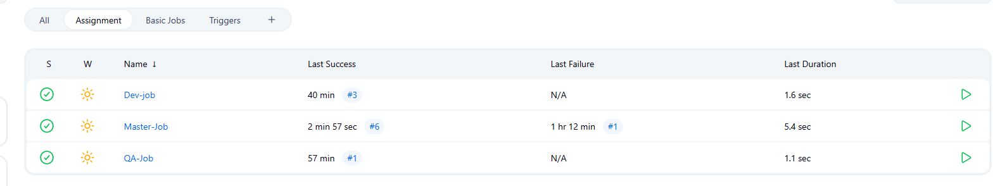 All Assignment Basic Jobs Triggers +
S W Name ↓ Last Success Last Failure Last Duration
Dev-job 40 min #3 N/A 1.6 sec
Master-Job 2 min 57 sec #6 1 hr 12 min #1 5.4 sec
QA-Job 57 min #1 N/A 1.1 sec